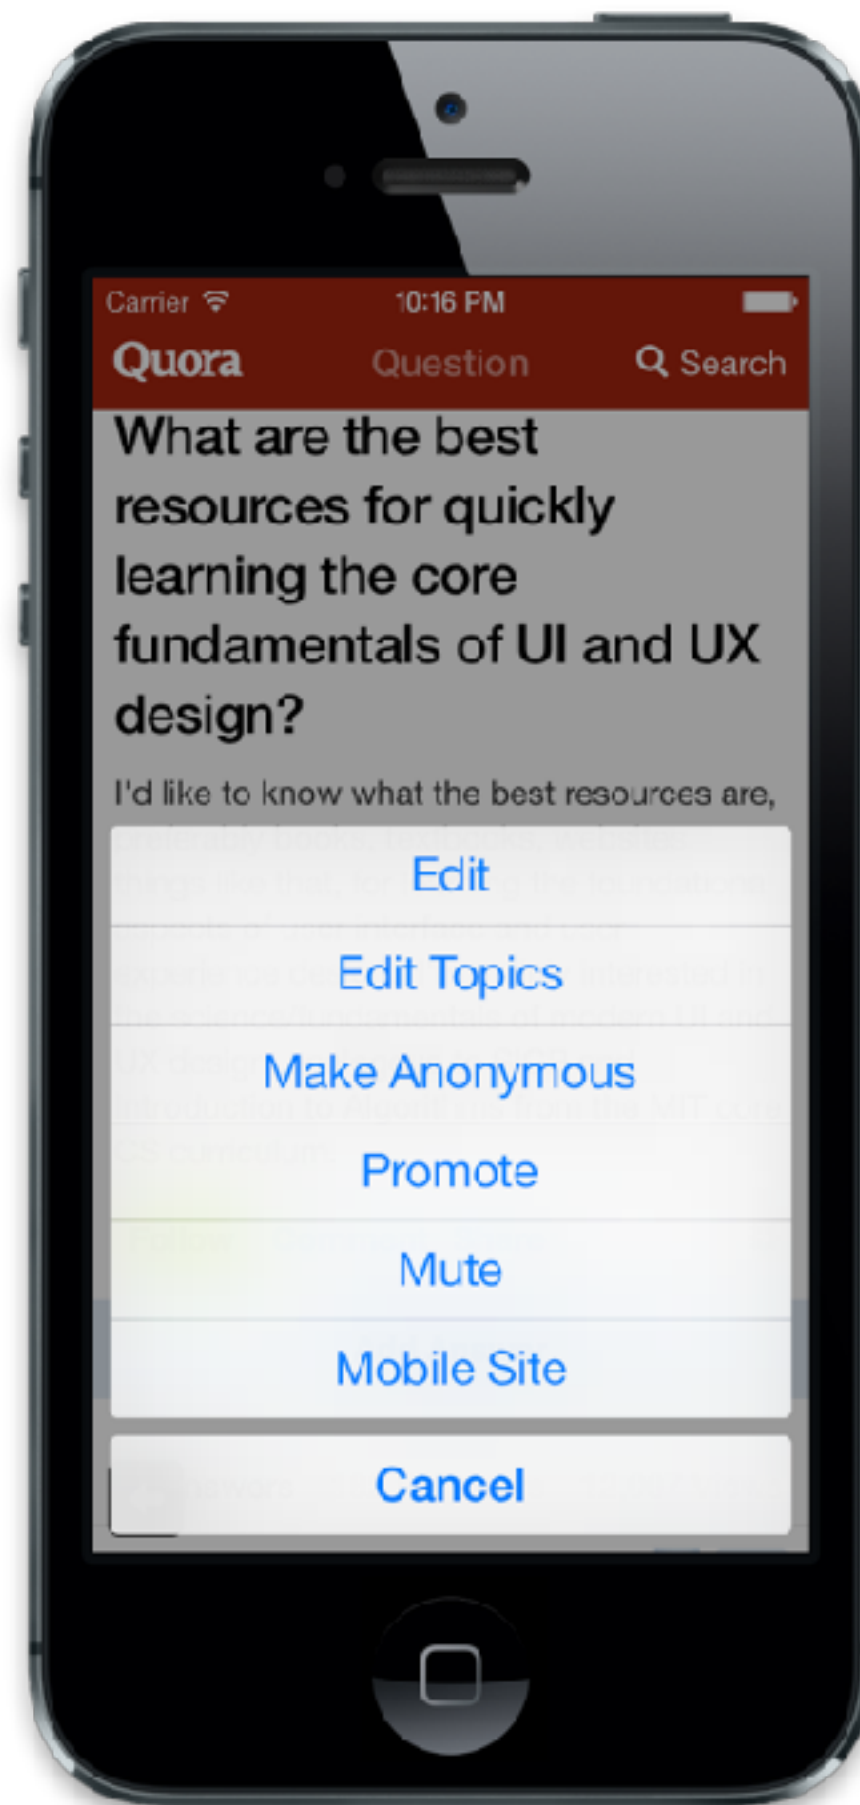 Carrier
10:16 PM
Quora
Question
Search
What are the best
resources for quickly
learning the core
fundamentals of UI and UX
design?
I'd like to know what the best resources are,
Edit
Edit Topics
Make Anonymous
Promote
Mute
Mobile Site
Cancel